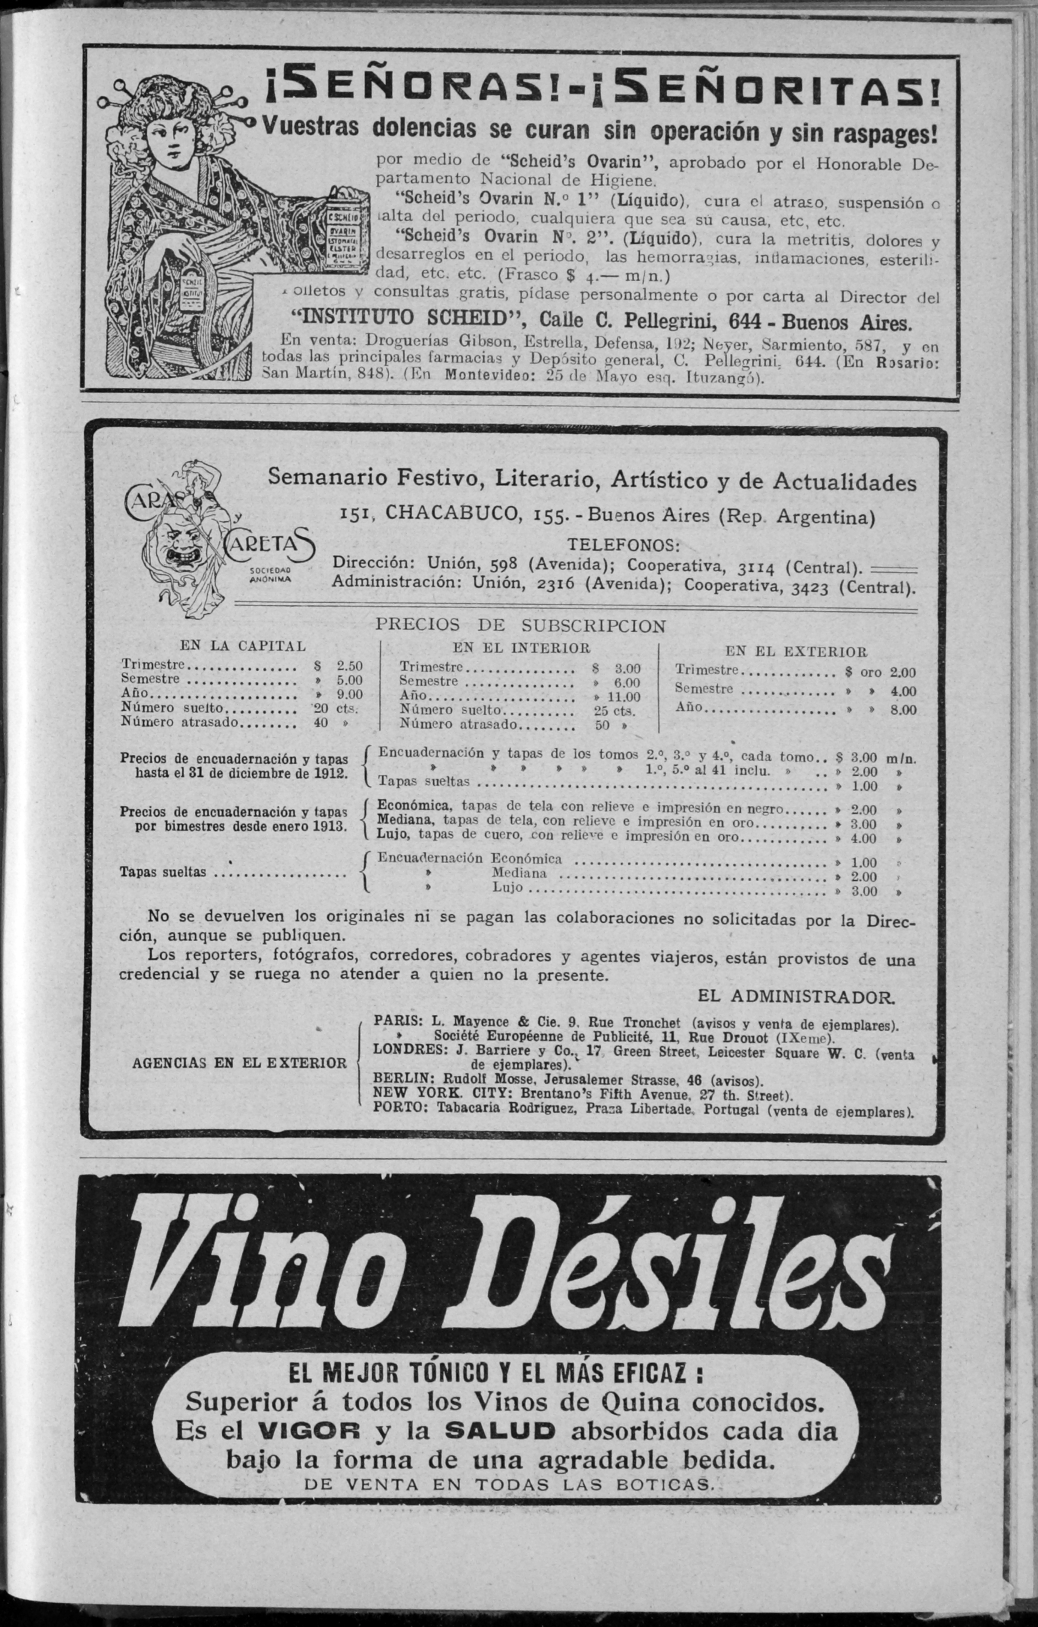 ¡SEÑORAS!-¡SEÑORITAS!
Vuestras dolencias se curan sin operación y sin raspages!
por medio de "Scheid's Ovarin", aprobado por el Honorable De-
partamento Nacional de Higiene.
"Scheid's Ovarin N.º 1" (Líquido), cura el atraso, suspensión o
falta del periodo, cualquiera que sea su causa, etc, etc.
"Scheid's Ovarin Nº. 2". (Líquido), cura la metritis, dolores y
desarreglos en el periodo, las hemorragias, inflamaciones, esterili-
dad, etc. etc. (Frasco $ 4.— m/n.)
olletos y consultas gratis, pídase personalmente o por carta al Director del
"INSTITUTO SCHEID", Calle C. Pellegrini, 644 - Buenos Aires.
En venta: Droguerías Gibson, Estrella, Defensa, 192; Neyer, Sarmiento, 587, y en
todas las principales farmacias y Depósito general, C. Pellegrini, 644. (En Rosario:
San Martín, 848). (En Montevideo: 25 de Mayo esq. Ituzangó).
C SCHEID
OVARIN
CARAS y CARETAS
SOCIEDAD
ANÓNIMA
Semanario Festivo, Literario, Artístico y de Actualidades
151, CHACABUCO, 155. - Buenos Aires (Rep. Argentina)
TELEFONOS:
Dirección: Unión, 598 (Avenida); Cooperativa, 3114 (Central).
Administración: Unión, 2316 (Avenida); Cooperativa, 3423 (Central).
PRECIOS DE SUBSCRIPCION
EN LA CAPITAL
Trimestre............... $ 2.50
Semestre ............... » 5.00
Año.................... » 9.00
Número suelto.......... 20 cts.
Número atrasado........ 40 »
EN EL INTERIOR
Trimestre............... $ 3.00
Semestre ............... » 6.00
Año.................... » 11.00
Número suelto.......... 25 cts.
Número atrasado........ 50 »
EN EL EXTERIOR
Trimestre............. $ oro 2.00
Semestre ............. » » 4.00
Año................. » » 8.00
Precios de encuadernación y tapas
hasta el 31 de diciembre de 1912.
Encuadernación y tapas de los tomos 2.º, 3.º y 4.º, cada tomo.. $ 3.00 m/n.
» » » » » 1.º, 5.º al 41 inclu. » .. » 2.00 »
Tapas sueltas ............................................. » 1.00 »
Precios de encuadernación y tapas
por bimestres desde enero 1913.
Económica, tapas de tela con relieve e impresión en negro...... » 2.00 »
Mediana, tapas de tela, con relieve e impresión en oro.......... » 3.00 »
Lujo, tapas de cuero, con relieve e impresión en oro........... » 4.00 »
Tapas sueltas .................
Encuadernación Económica ................................. » 1.00 »
» Mediana ................................... » 2.00 »
» Lujo ....................................... » 3.00 »
No se devuelven los originales ni se pagan las colaboraciones no solicitadas por la Direc-
ción, aunque se publiquen.
Los reporters, fotógrafos, corredores, cobradores y agentes viajeros, están provistos de una
credencial y se ruega no atender a quien no la presente.
EL ADMINISTRADOR.
AGENCIAS EN EL EXTERIOR
PARIS: L. Mayence & Cie. 9, Rue Tronchet (avisos y venta de ejemplares).
» Société Européenne de Publicité, 11, Rue Drouot (IXeme).
LONDRES: J. Barriere y Co., 17 Green Street, Leicester Square W. C. (venta
de ejemplares).
BERLIN: Rudolf Mosse, Jerusalemer Strasse, 46 (avisos).
NEW YORK. CITY: Brentano's Fifth Avenue, 27 th. Street).
PORTO: Tabacaria Rodriguez, Praza Libertade, Portugal (venta de ejemplares).
Vino Désiles
EL MEJOR TÓNICO Y EL MÁS EFICAZ :
Superior á todos los Vinos de Quina conocidos.
Es el VIGOR y la SALUD absorbidos cada dia
bajo la forma de una agradable bedida.
DE VENTA EN TODAS LAS BOTICAS.